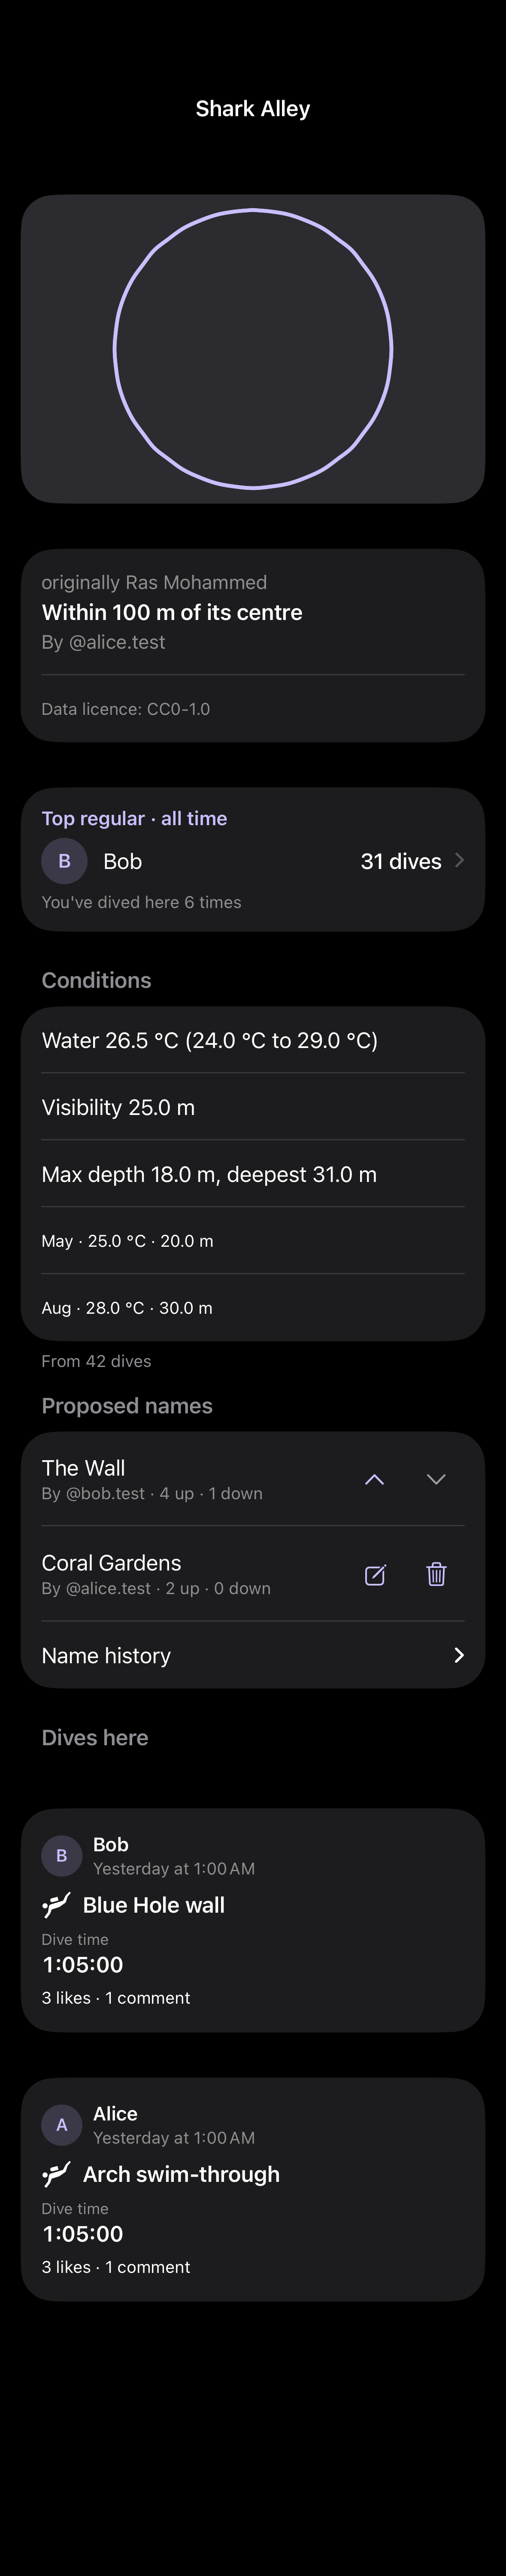 Shark Alley
originally Ras Mohammed
Within 100 m of its centre
By @alice.test
Data licence: CC0-1.0
Top regular · all time
B
Bob
31 dives
You've dived here 6 times
Conditions
Water 26.5 °C (24.0 °C to 29.0 °C)
Visibility 25.0 m
Max depth 18.0 m, deepest 31.0 m
May · 25.0 °C · 20.0 m
Aug · 28.0 °C · 30.0 m
From 42 dives
Proposed names
The Wall
By @bob.test · 4 up · 1 down
Coral Gardens
By @alice.test · 2 up · 0 down
Name history
Dives here
B
Bob
Yesterday at 1:00 AM
Blue Hole wall
Dive time
1:05:00
3 likes · 1 comment
A
Alice
Yesterday at 1:00 AM
Arch swim-through
Dive time
1:05:00
3 likes · 1 comment